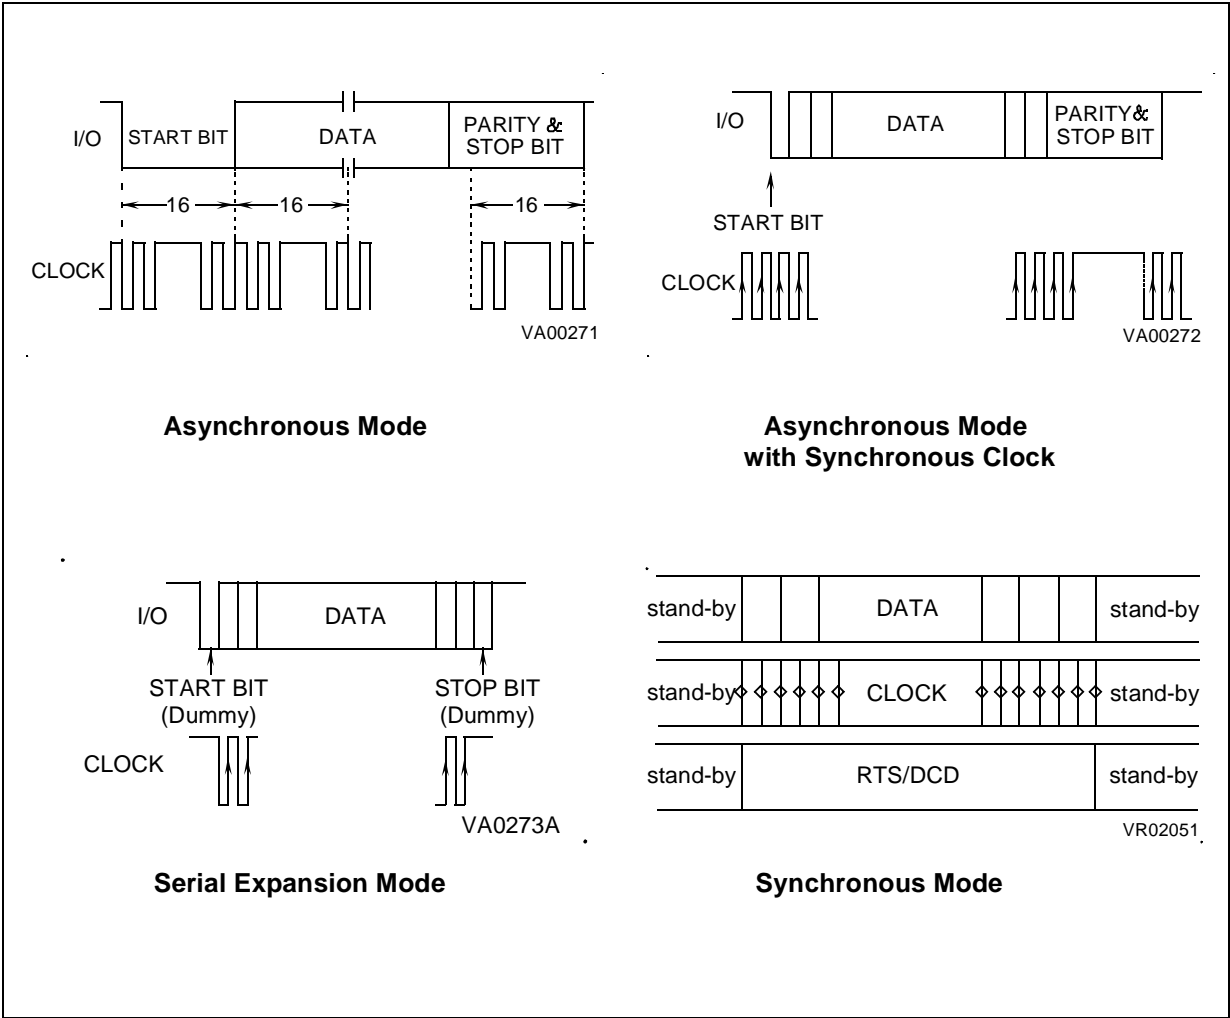 I/O
START BIT
DATA
PARITY &
STOP BIT
16
16
16
CLOCK
VA00271
Asynchronous Mode
I/O
DATA
PARITY&
STOP BIT
START BIT
CLOCK
VA00272
Asynchronous Mode
with Synchronous Clock
I/O
DATA
START BIT
(Dummy)
STOP BIT
(Dummy)
CLOCK
VA0273A
Serial Expansion Mode
stand-by
DATA
stand-by
stand-by
CLOCK
stand-by
stand-by
RTS/DCD
stand-by
VR02051
Synchronous Mode